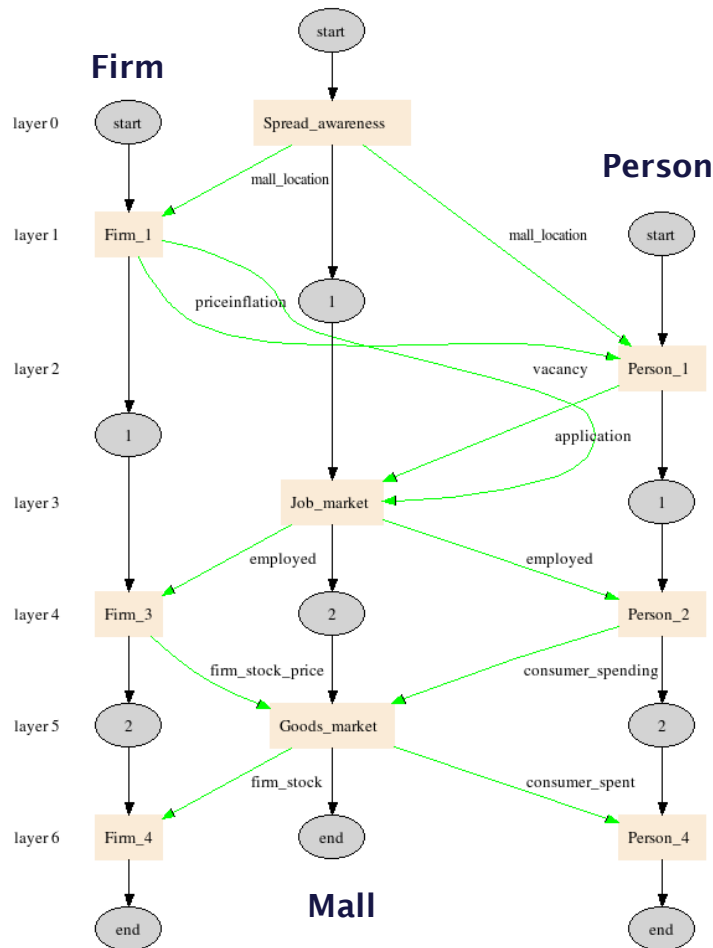 start
Firm
layer 0
start
Spread_awareness
Person
mall_location
layer 1
Firm_1
mall_location
start
priceinflation
1
layer 2
vacancy
Person_1
1
application
layer 3
Job_market
1
employed
employed
layer 4
Firm_3
2
Person_2
firm_stock_price
consumer_spending
layer 5
2
Goods_market
2
firm_stock
consumer_spent
layer 6
Firm_4
end
Person_4
Mall
end
end